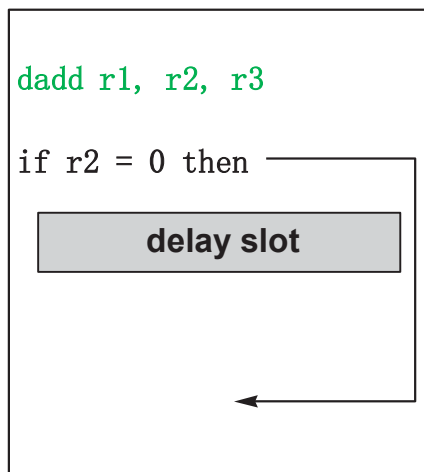 dadd r1, r2, r3
if r2 = 0 then
delay slot